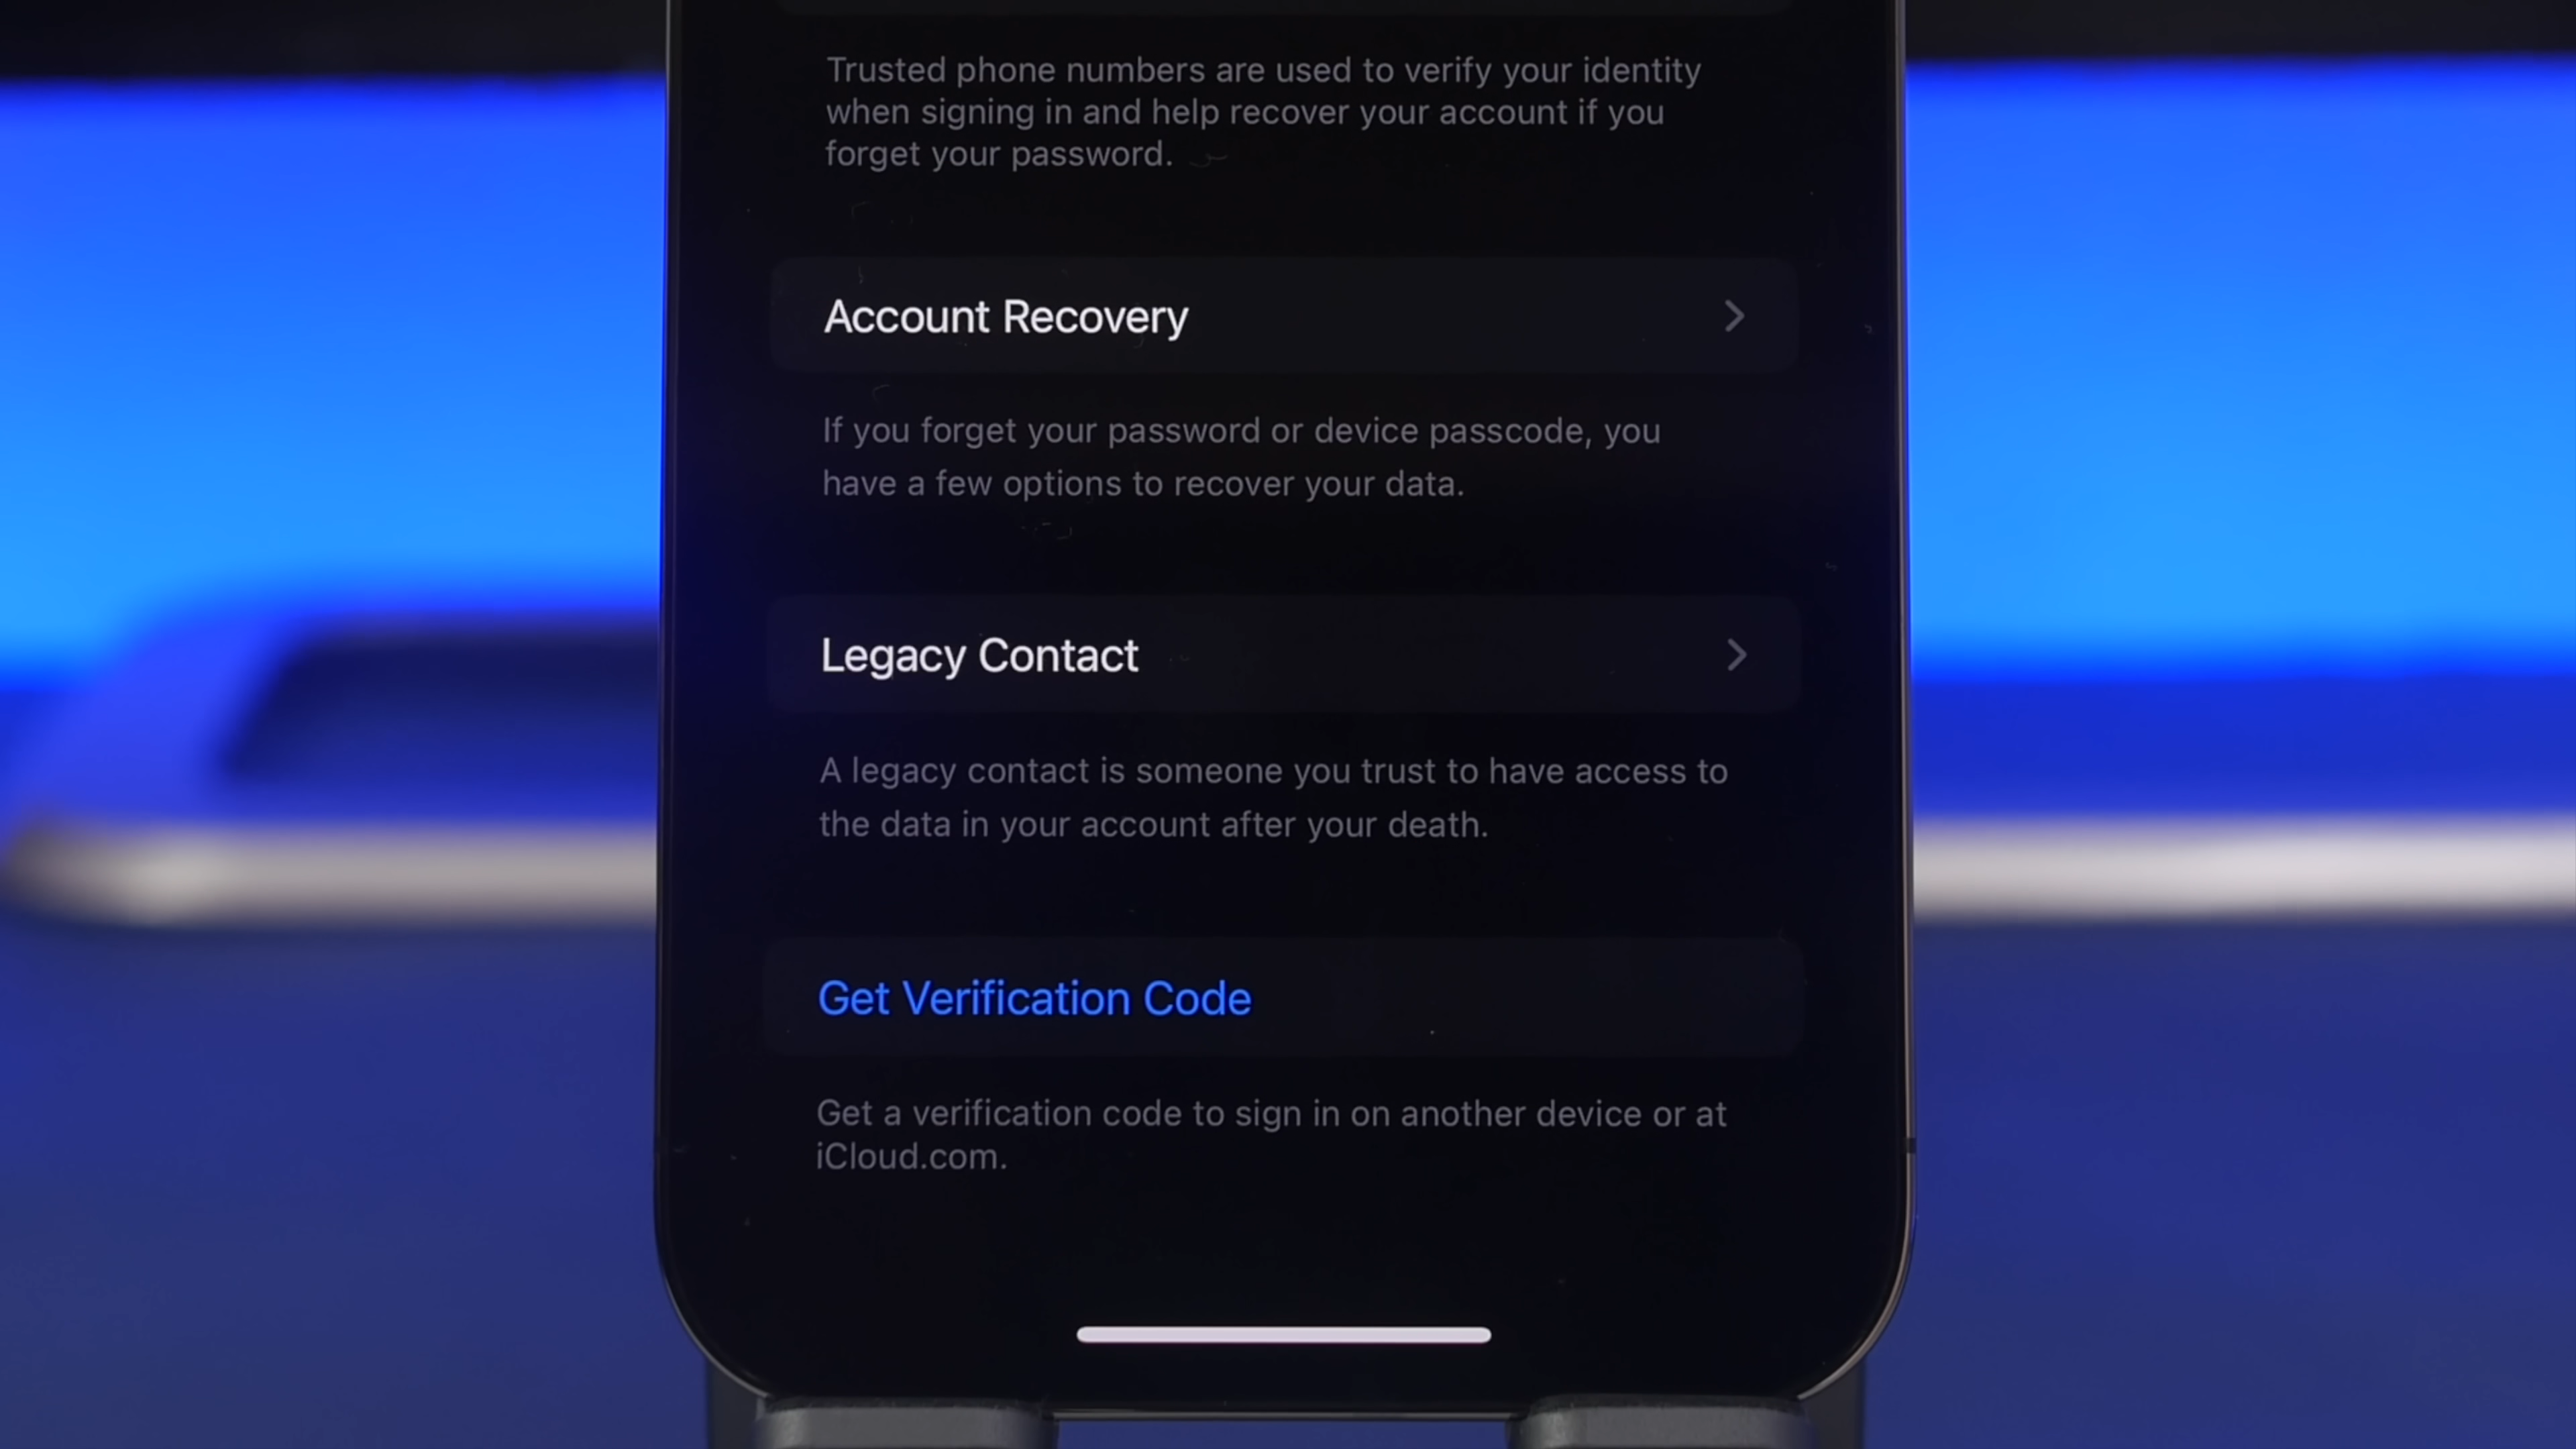 Trusted phone numbers are used to verify your identity
when signing in and help recover your account if you
forget your password.
Account Recovery
If you forget your password or device passcode, you
have a few options to recover your data.
Legacy Contact
A legacy contact is someone you trust to have access to
the data in your account after your death.
Get Verification Code
Get a verification code to sign in on another device or at
iCloud.com.